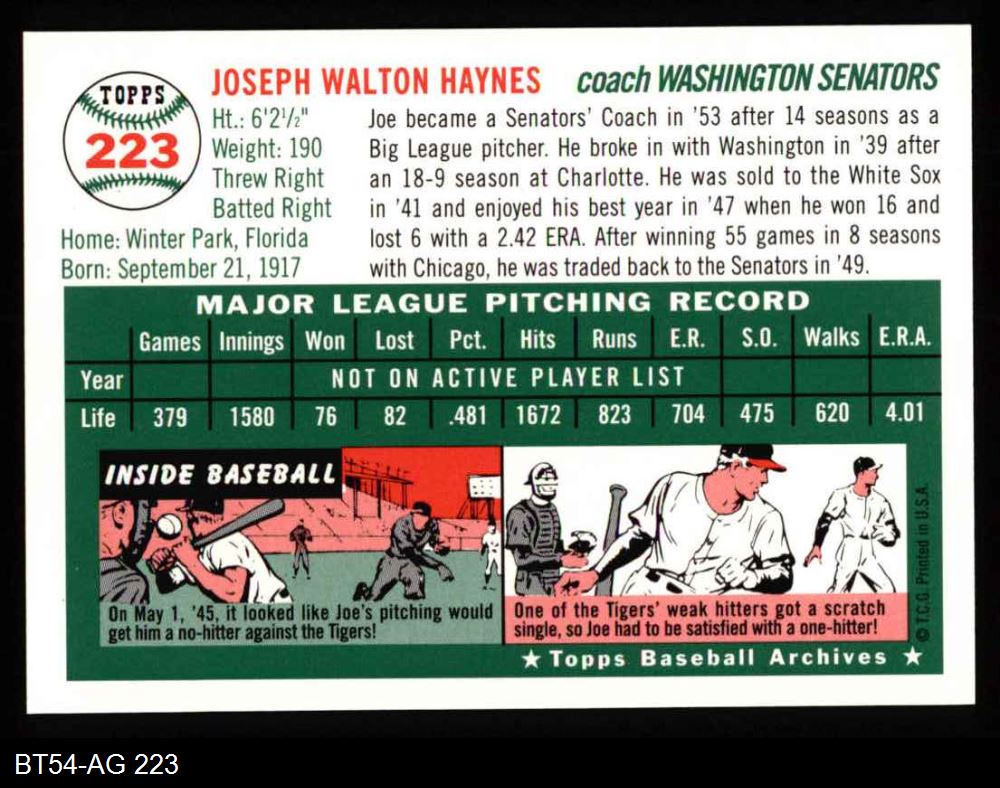 TOPPS
223
JOSEPH WALTON HAYNES
coach WASHINGTON SENATORS
Ht.: 6'2½"
Weight: 190
Threw Right
Batted Right
Home: Winter Park, Florida
Born: September 21, 1917
Joe became a Senators' Coach in '53 after 14 seasons as a
Big League pitcher. He broke in with Washington in '39 after
an 18-9 season at Charlotte. He was sold to the White Sox
in '41 and enjoyed his best year in '47 when he won 16 and
lost 6 with a 2.42 ERA. After winning 55 games in 8 seasons
with Chicago, he was traded back to the Senators in '49.
MAJOR LEAGUE PITCHING RECORD
Games Innings Won Lost Pct. Hits Runs E.R. S.O. Walks E.R.A.
Year NOT ON ACTIVE PLAYER LIST
Life 379 1580 76 82 .481 1672 823 704 475 620 4.01
INSIDE BASEBALL
On May 1, '45, it looked like Joe's pitching would
get him a no-hitter against the Tigers!
One of the Tigers' weak hitters got a scratch
single, so Joe had to be satisfied with a one-hitter!
© T.C.G. Printed in U.S.A.
★ Topps Baseball Archives ★
BT54-AG 223